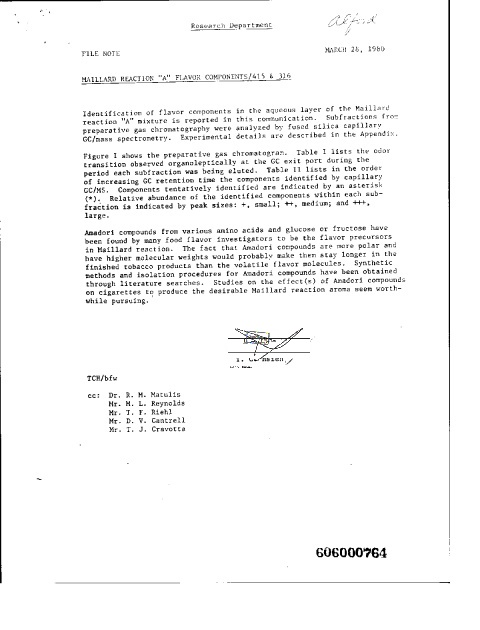 Research Department
Alford
MARCH 28, 1980
FILE NOTE
MAILLARD REACTION "A" FLAVOR COMPONENTS/415 & 316
Identification of flavor components in the aqueous layer of the Maillard
reaction "A" mixture is reported in this communication. Subfractions from
preparative gas chromatography were analyzed by fused silica capillary
GC/mass spectrometry. Experimental details are described in the Appendix.
Figure 1 shows the preparative gas chromatogram. Table I lists the odor
transition observed organoleptically at the GC exit port during the
period each subfraction was being eluted. Table II lists in the order
of increasing GC retention time the components identified by capillary
GC/MS. Components tentatively identified are indicated by an asterisk
(*). Relative abundance of the identified components within each sub-
fraction is indicated by peak sizes: +, small; ++, medium; and +++,
large.
Amadori compounds from various amino acids and glucose or fructose have
been found by many food flavor investigators to be the flavor precursors
in Maillard reaction. The fact that Amadori compounds are more polar and
have higher molecular weights would probably make them stay longer in the
finished tobacco products than the volatile flavor molecules. Synthetic
methods and isolation procedures for Amadori compounds have been obtained
through literature searches. Studies on the effect(s) of Amadori compounds
on cigarettes to produce the desirable Maillard reaction aroma seem worth-
while pursuing.
TCH/bfw
cc: Dr. R. M. Matulis
Mr. M. L. Reynolds
Mr. T. F. Riehl
Mr. D. V. Cantrell
Mr. T. J. Cravotta
606000764